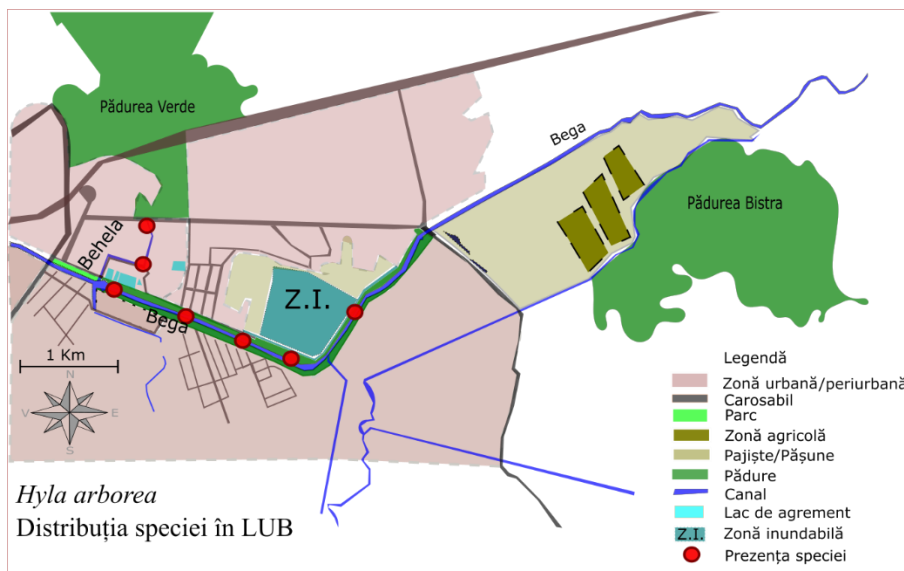 Pădurea Verde
Bega
Pădurea Bistra
Behela
Z.I.
Bega
1 Km
N
V
E
S
Legendă
Zonă urbană/periurbană
Carosabil
Parc
Zonă agricolă
Pajiște/Pășune
Pădure
Canal
Lac de agrement
Z.I. Zonă inundabilă
Prezența speciei
Hyla arborea
Distribuția speciei în LUB